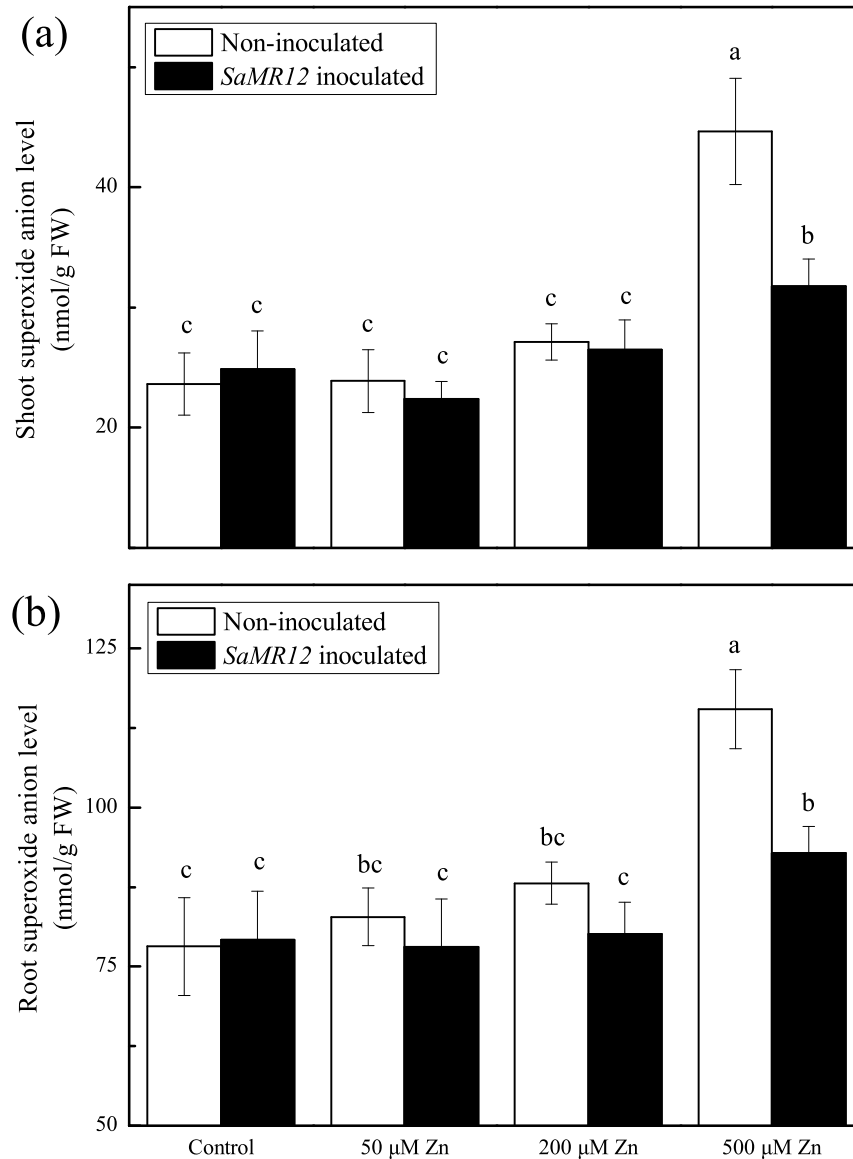 (a)
Non-inoculated
SaMR12 inoculated
Shoot superoxide anion level
(nmol/g FW)
40
20
c
c
c
c
c
c
a
b
(b)
Non-inoculated
SaMR12 inoculated
Root superoxide anion level
(nmol/g FW)
125
100
75
50
c
c
bc
c
bc
c
a
b
Control
50 μM Zn
200 μM Zn
500 μM Zn